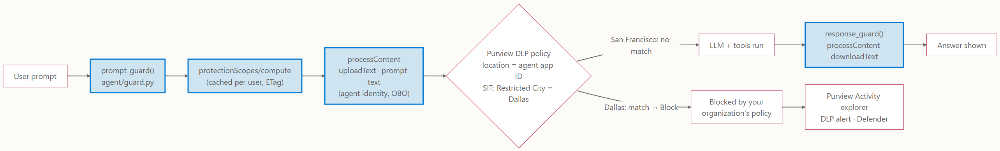 User prompt
prompt_guard()
agent/guard.py
protectionScopes/compute
(cached per user, ETag)
processContent
uploadText · prompt
text
(agent identity, OBO)
Purview DLP policy
location = agent app
ID
SIT: Restricted City =
Dallas
San Francisco: no
match
LLM + tools run
response_guard()
processContent
downloadText
Answer shown
Dallas: match → Block
Blocked by your
organization's policy
Purview Activity
explorer
DLP alert · Defender